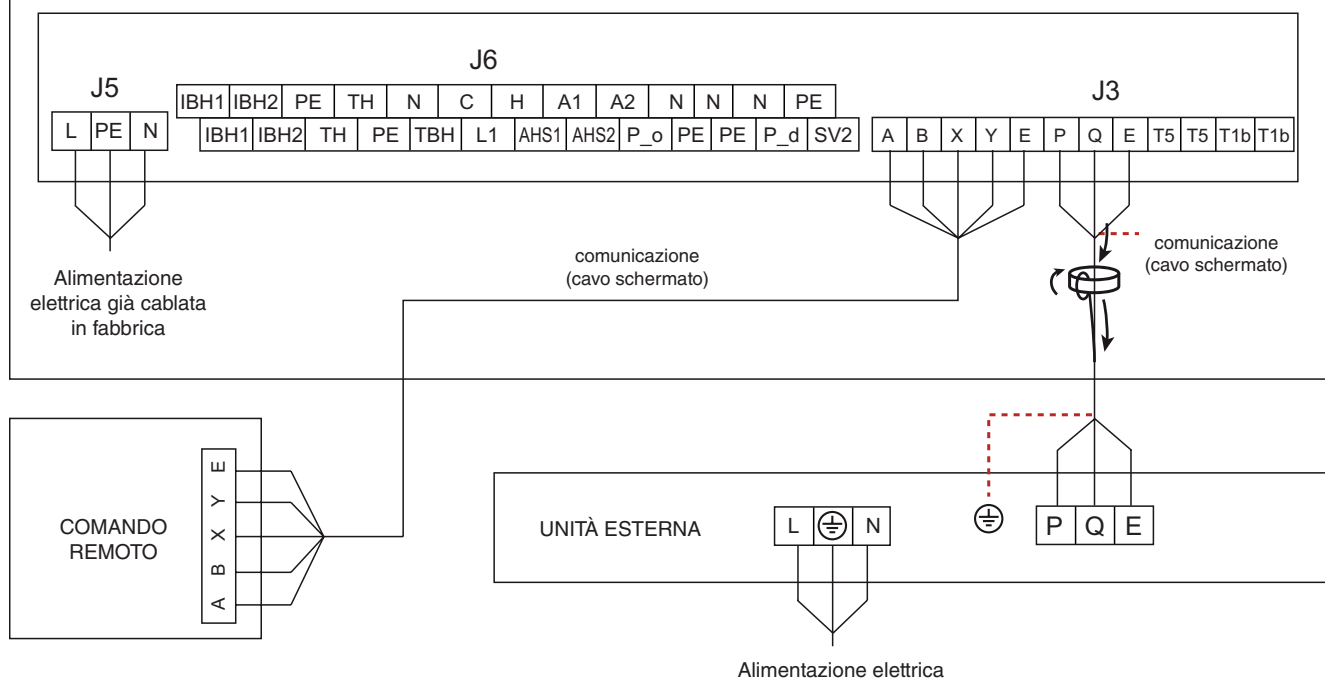 J5
L PE N
Alimentazione
elettrica già cablata
in fabbrica
J6
IBH1 IBH2 PE TH N C H A1 A2 N N N PE
IBH1 IBH2 TH PE TBH L1 AHS1 AHS2 P_o PE PE P_d SV2
J3
A B X Y E P Q E T5 T5 T1b T1b
comunicazione
(cavo schermato)
comunicazione
(cavo schermato)
COMANDO
REMOTO
E
Y
X
B
A
UNITÀ ESTERNA
L N
P Q E
Alimentazione elettrica